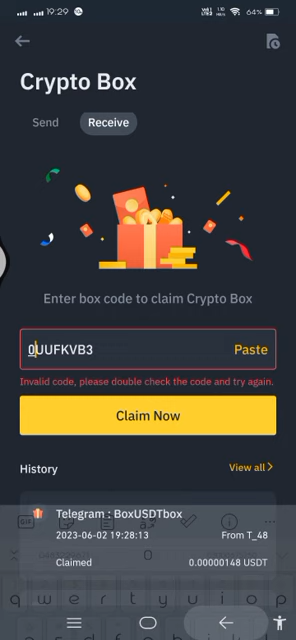 19:29
64%
Crypto Box
Send
Receive
Enter box code to claim Crypto Box
0UUFKVB3
Paste
Invalid code, please double check the code and try again.
Claim Now
History
View all >
Telegram : BoxUSDTbox
2023-06-02 19:28:13
From T_48
Claimed
0.00000148 USDT
GIF
q w e r t y u i o p